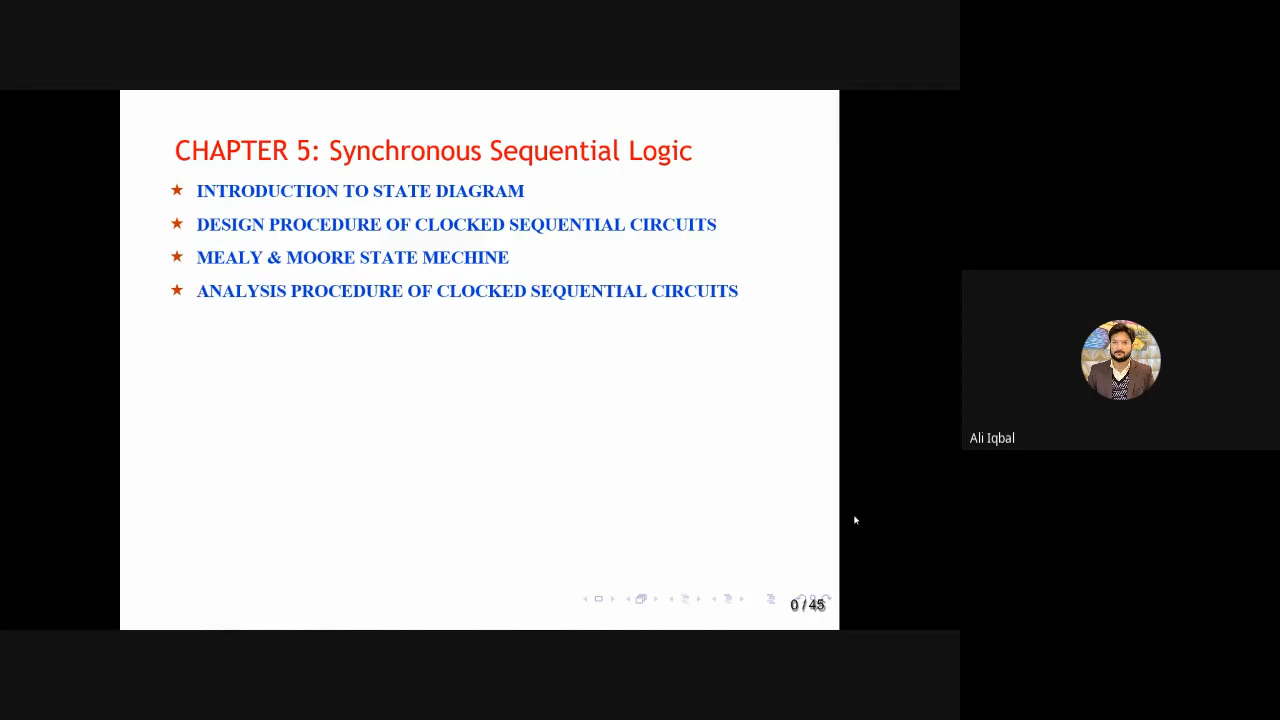 CHAPTER 5: Synchronous Sequential Logic
★ INTRODUCTION TO STATE DIAGRAM
★ DESIGN PROCEDURE OF CLOCKED SEQUENTIAL CIRCUITS
★ MEALY & MOORE STATE MECHINE
★ ANALYSIS PROCEDURE OF CLOCKED SEQUENTIAL CIRCUITS
0 / 45
Ali Iqbal